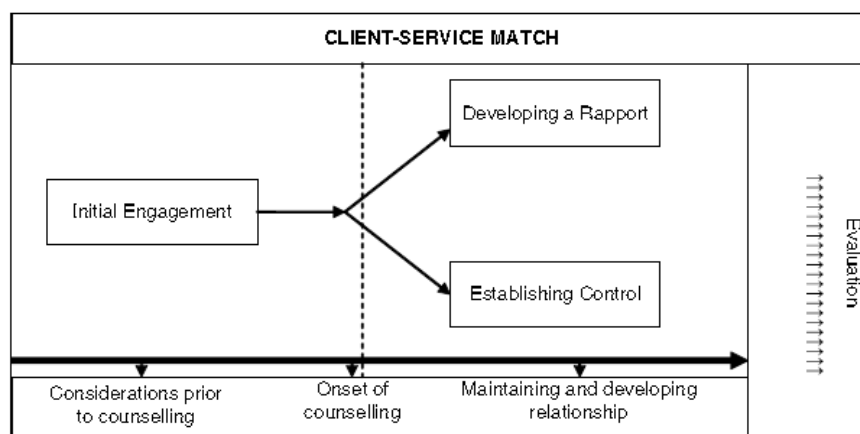 CLIENT-SERVICE MATCH
Developing a Rapport
Initial Engagement
Establishing Control
Evaluation
Considerations prior
to counselling
Onset of
counselling
Maintaining and developing
relationship